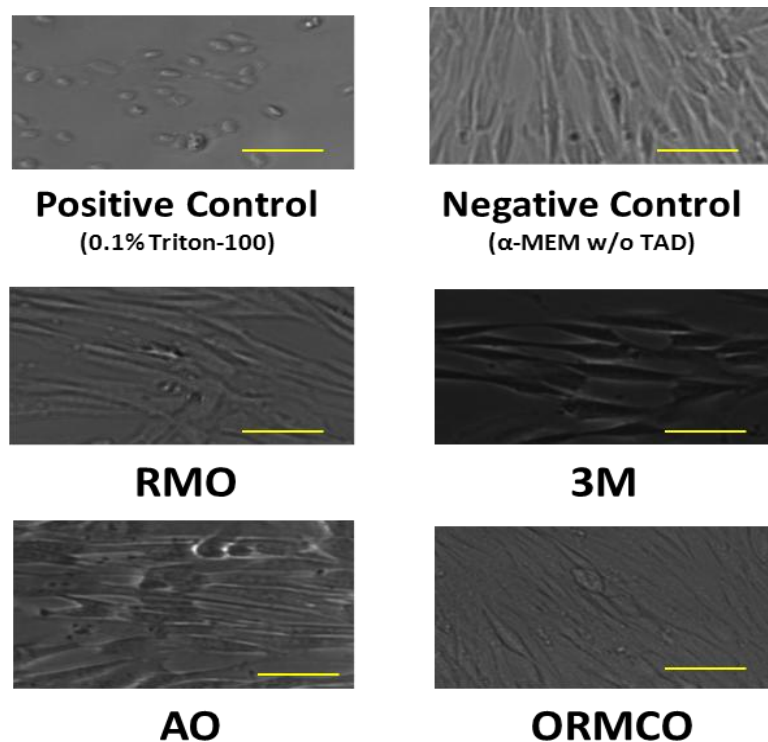 Positive Control
(0.1% Triton-100)
Negative Control
(α-MEM w/o TAD)
RMO
3M
AO
ORMCO